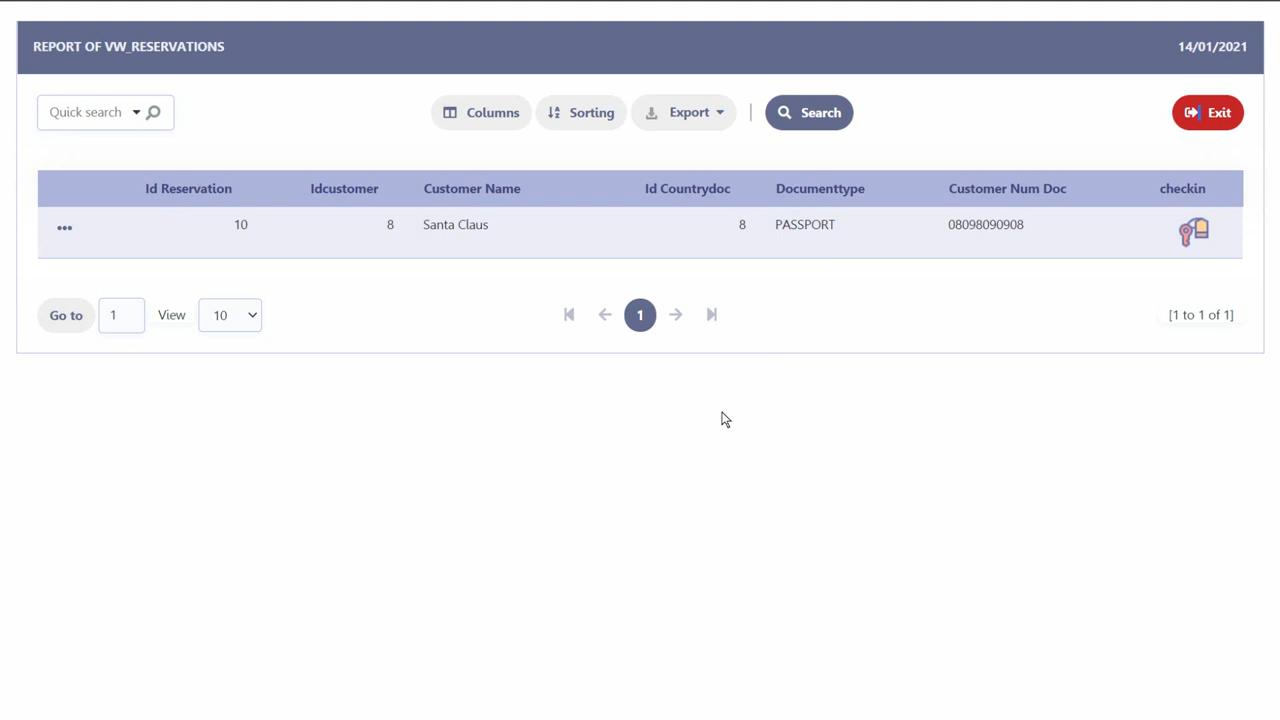 REPORT OF VW_RESERVATIONS 14/01/2021
Quick search Columns Sorting Export | Search Exit
Id Reservation Idcustomer Customer Name Id Countrydoc Documenttype Customer Num Doc checkin
10 8 Santa Claus 8 PASSPORT 08098090908
Go to 1 View 10 1 [1 to 1 of 1]